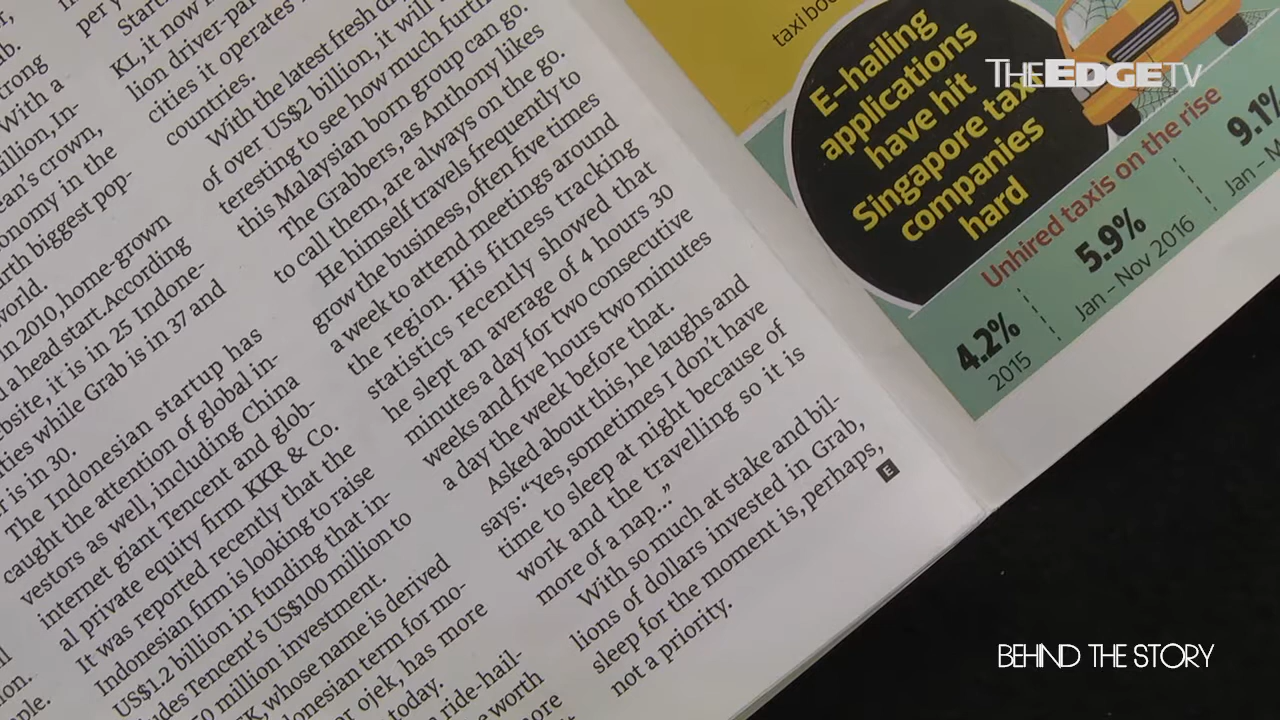 strong
With a
billion, In-
ean's crown,
onomy in the
rth biggest pop-
world.
in 2010, home-grown
d a head start. According
website, it is in 25 Indone-
ties while Grab is in 37 and
r is in 30.
The Indonesian startup has
caught the attention of global in-
vestors as well, including China
internet giant Tencent and glob-
al private equity firm KKR & Co.
It was reported recently that the
Indonesian firm is looking to raise
US$1.2 billion in funding that in-
ludes Tencent's US$100 million to
50 million investment.
K, whose name is derived
donesian term for mo-
r ojek, has more
today.
n ride-hail-
e worth
more
per y
Start
KL, it now
lion driver-par
cities it operates
countries.
With the latest fresh
of over US$2 billion, it will
teresting to see how much furth
this Malaysian born group can go.
The Grabbers, as Anthony likes
to call them, are always on the go.
He himself travels frequently to
grow the business, often five times
a week to attend meetings around
the region. His fitness tracking
statistics recently showed that
he slept an average of 4 hours 30
minutes a day for two consecutive
weeks and five hours two minutes
a day the week before that.
Asked about this, he laughs and
says: “Yes, sometimes I don't have
time to sleep at night because of
work and the travelling so it is
more of a nap...”
With so much at stake and bil-
lions of dollars invested in Grab,
sleep for the moment is, perhaps,
not a priority. E
taxi boo
E-hailing
applications
have hit
Singapore taxi
companies
hard
Unhired taxis on the rise
4.2%
2015
5.9%
Jan – Nov 2016
9.1%
Jan – M
THE EDGE TV
BEHIND THE STORY